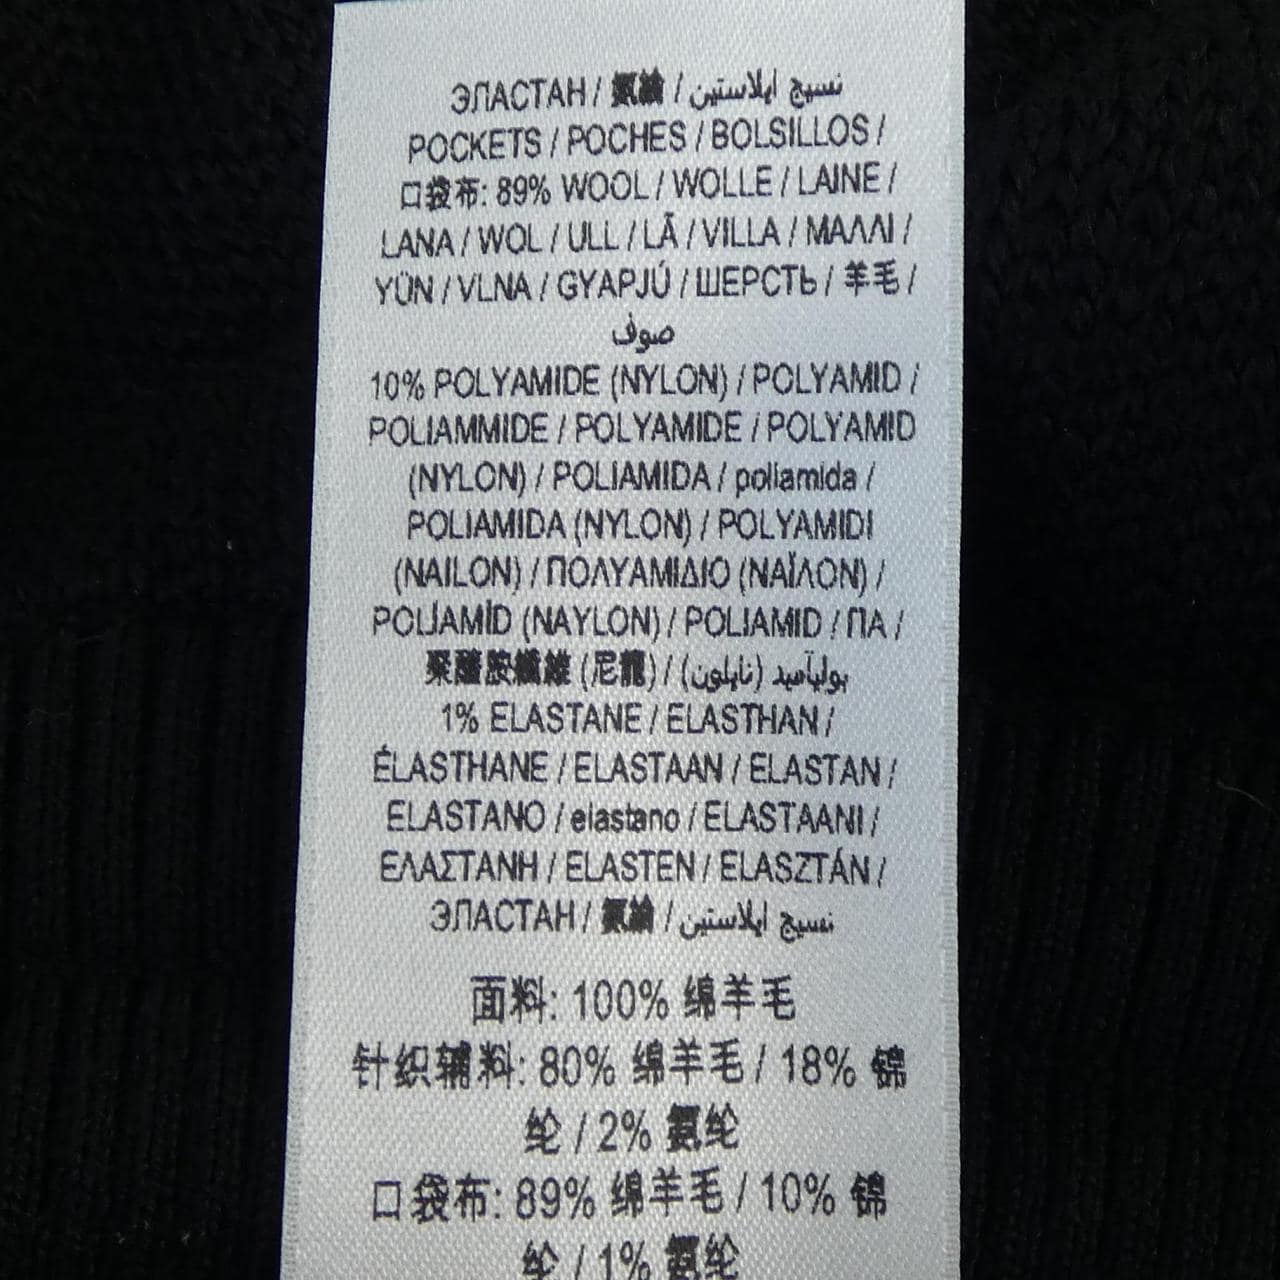 ЭЛАСТАН / 氨綸 / نسيج ايلاستين
POCKETS / POCHES / BOLSILLOS /
口袋布: 89% WOOL / WOLLE / LAINE /
LANA / WOL / ULL / LÃ / VILLA / ΜΑΛΛΙ /
YÜN / VLNA / GYAPJÚ / ШЕРСТЬ / 羊毛 /
صوف
10% POLYAMIDE (NYLON) / POLYAMID /
POLIAMMIDE / POLYAMIDE / POLYAMID
(NYLON) / POLIAMIDA / poliamida /
POLIAMIDA (NYLON) / POLYAMIDI
(NAILON) / ΠΟΛΥΑΜΙΔΙΟ (ΝΑΪΛΟΝ) /
POLİAMİD (NAYLON) / POLIAMID / ПА /
聚醯胺纖維 (尼龍) / بولياَميد (نايلون)
1% ELASTANE / ELASTHAN /
ÉLASTHANE / ELASTAAN / ELASTAN /
ELASTANO / elastano / ELASTAANI /
ΕΛΑΣΤΑΝΗ / ELASTEN / ELASZTÁN /
ЭЛАСТАН / 氨綸 / نسيج ايلاستين
面料: 100% 绵羊毛
针织辅料: 80% 绵羊毛 / 18% 锦
纶 / 2% 氨纶
口袋布: 89% 绵羊毛 / 10% 锦
纶 / 1% 氨纶